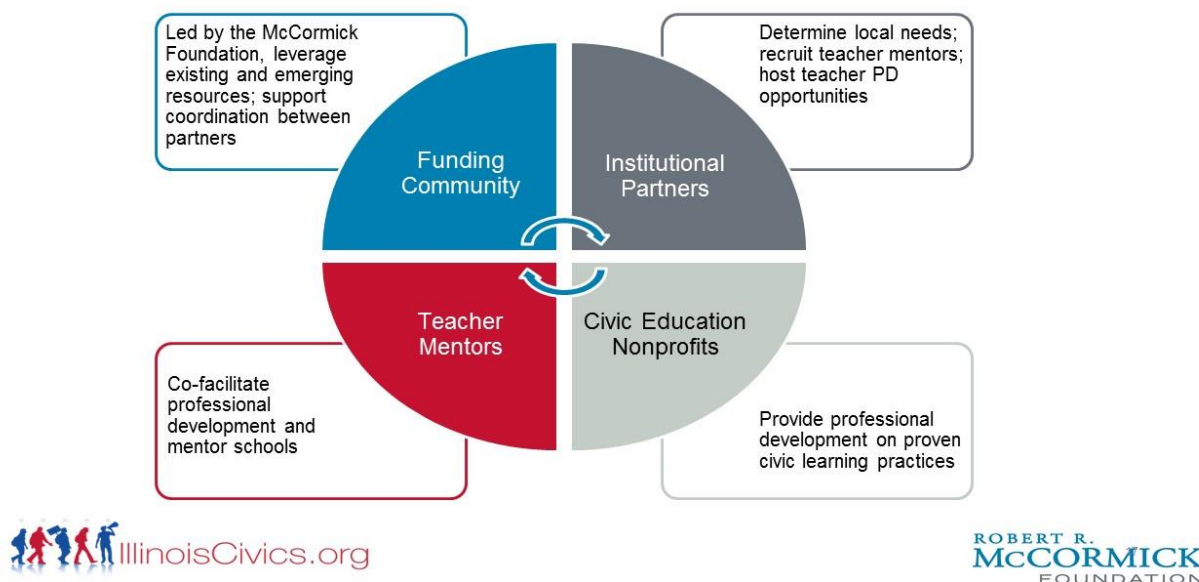 Led by the McCormick
Foundation, leverage
existing and emerging
resources; support
coordination between
partners
Determine local needs;
recruit teacher mentors;
host teacher PD
opportunities
Funding
Community
Institutional
Partners
Teacher
Mentors
Civic Education
Nonprofits
Co-facilitate
professional
development and
mentor schools
Provide professional
development on proven
civic learning practices
IllinoisCivics.org
ROBERT R.
McCORMICK
FOUNDATION